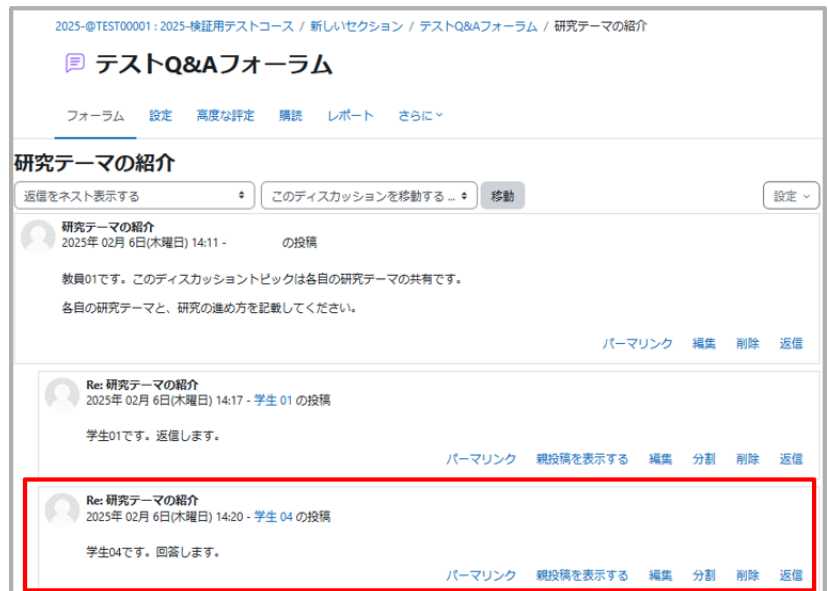 2025-@TEST00001 : 2025-検証用テストコース / 新しいセクション / テストQ&Aフォーラム / 研究テーマの紹介
テストQ&Aフォーラム
フォーラム 設定 高度な評定 購読 レポート さらに
研究テーマの紹介
返信をネスト表示する このディスカッションを移動する ... 移動 設定
研究テーマの紹介
2025年 02月 6日(木曜日) 14:11 - の投稿
教員01です。このディスカッショントピックは各自の研究テーマの共有です。
各自の研究テーマと、研究の進め方を記載してください。
パーマリンク 編集 削除 返信
Re: 研究テーマの紹介
2025年 02月 6日(木曜日) 14:17 - 学生 01 の投稿
学生01です。返信します。
パーマリンク 親投稿を表示する 編集 分割 削除 返信
Re: 研究テーマの紹介
2025年 02月 6日(木曜日) 14:20 - 学生 04 の投稿
学生04です。回答します。
パーマリンク 親投稿を表示する 編集 分割 削除 返信